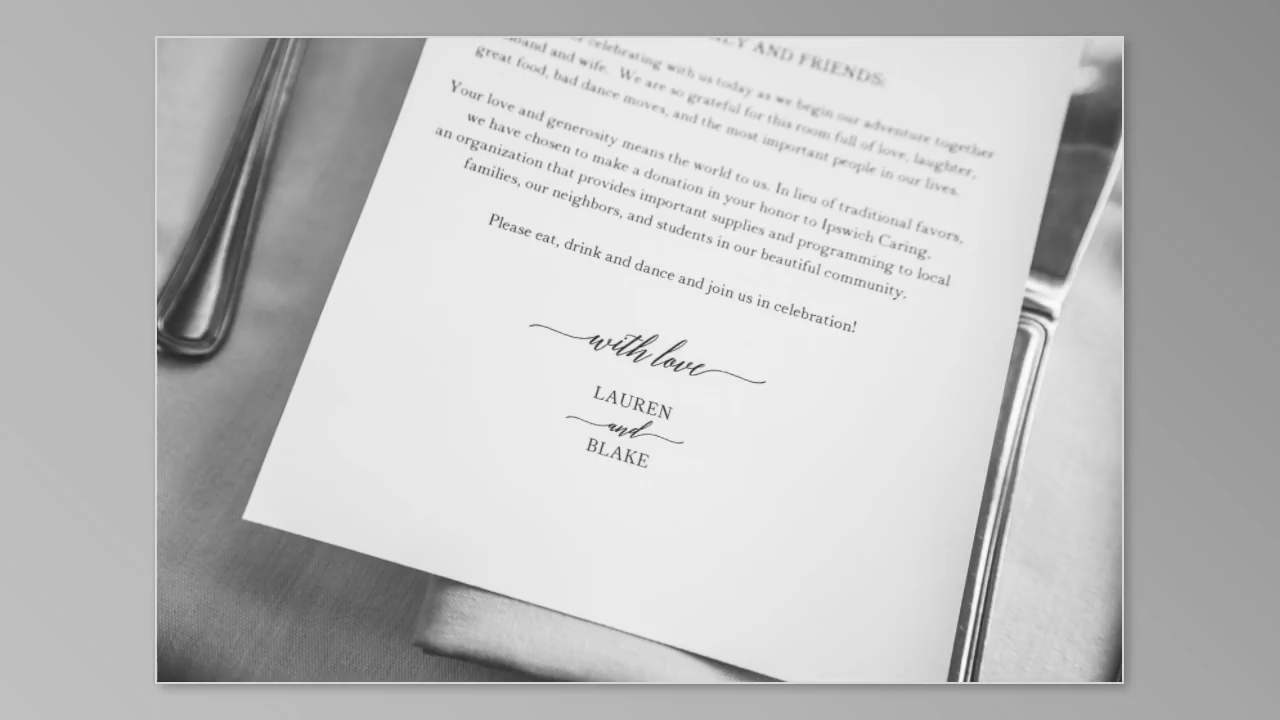 AND FRIENDS:
celebrating with us today as we begin our adventure together
and wife. We are so grateful for this room full of love, laughter,
great food, bad dance moves, and the most important people in our lives.
Your love and generosity means the world to us. In lieu of traditional favors,
we have chosen to make a donation in your honor to Ipswich Caring,
an organization that provides important supplies and programming to local
families, our neighbors, and students in our beautiful community.
Please eat, drink and dance and join us in celebration!
with love
LAUREN
and
BLAKE